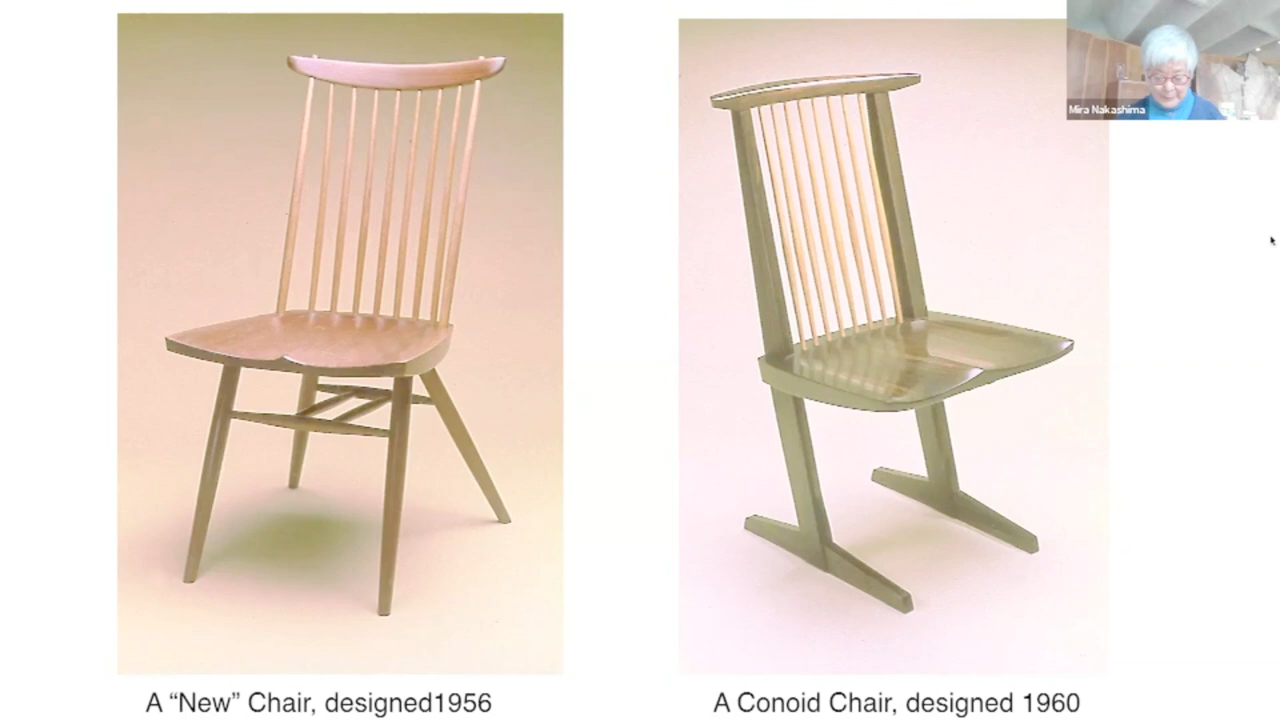 Mira Nakashima
A “New” Chair, designed1956
A Conoid Chair, designed 1960